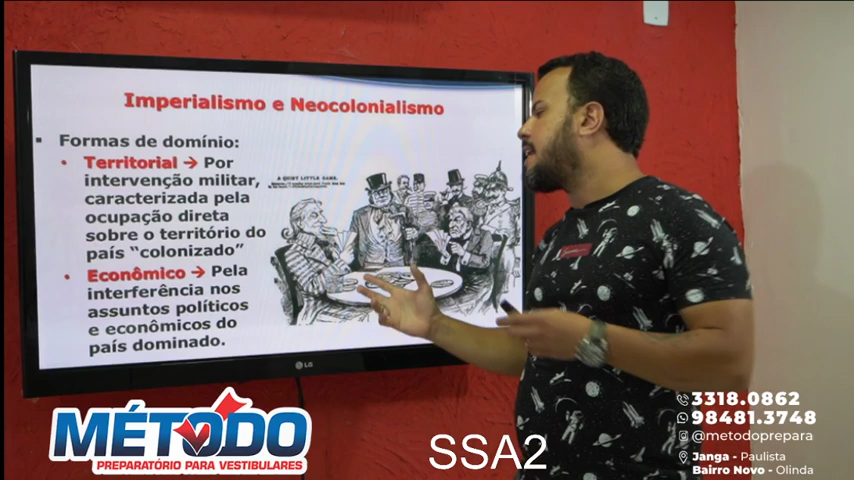 Imperialismo e Neocolonialismo
▪ Formas de domínio:
• Territorial → Por
intervenção militar,
caracterizada pela
ocupação direta
sobre o território do
país “colonizado”
• Econômico → Pela
interferência nos
assuntos políticos
e econômicos do
país dominado.
A QUIET LITTLE GAME.
LG
MÉTODO
PREPARATÓRIO PARA VESTIBULARES
SSA2
3318.0862
98481.3748
@metodoprepara
Janga - Paulista
Bairro Novo - Olinda